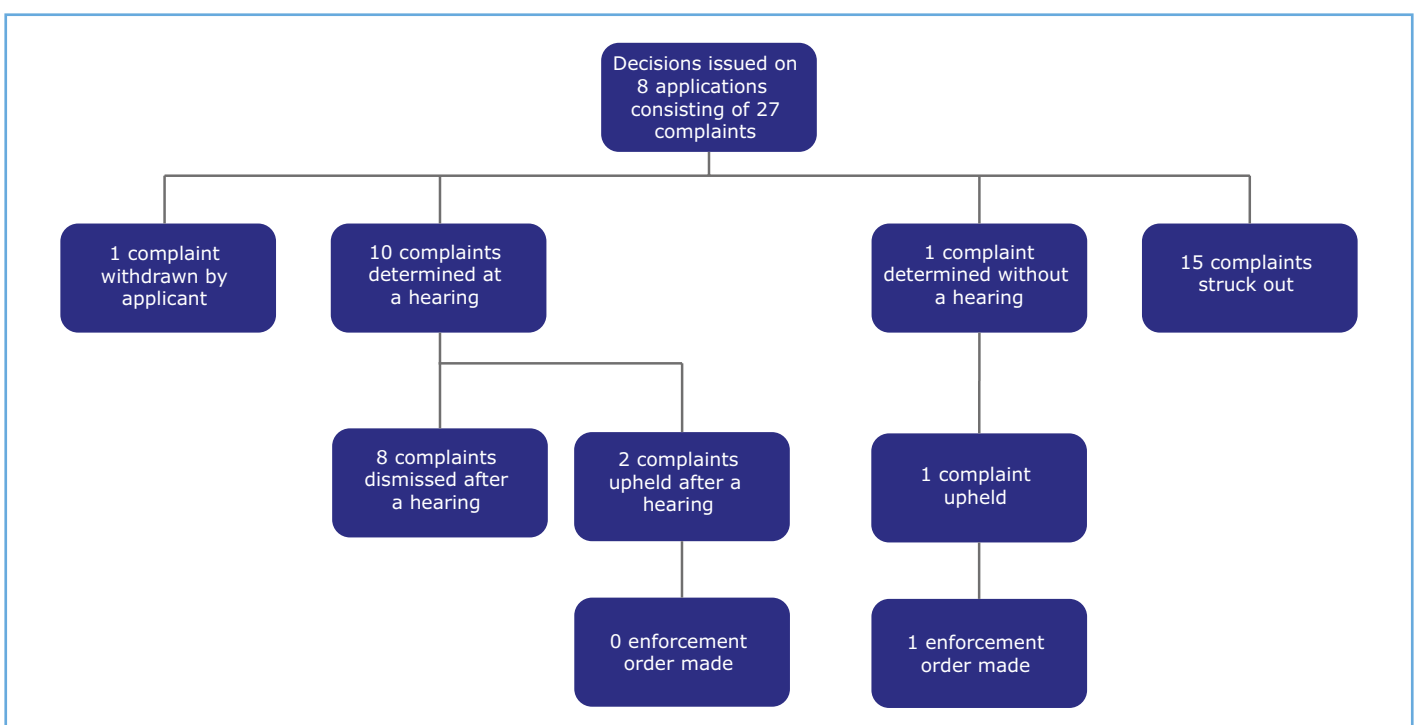 Decisions issued on
8 applications
consisting of 27
complaints
1 complaint
withdrawn by
applicant
10 complaints
determined at
a hearing
1 complaint
determined without
a hearing
15 complaints
struck out
8 complaints
dismissed after
a hearing
2 complaints
upheld after a
hearing
1 complaint
upheld
0 enforcement
order made
1 enforcement
order made